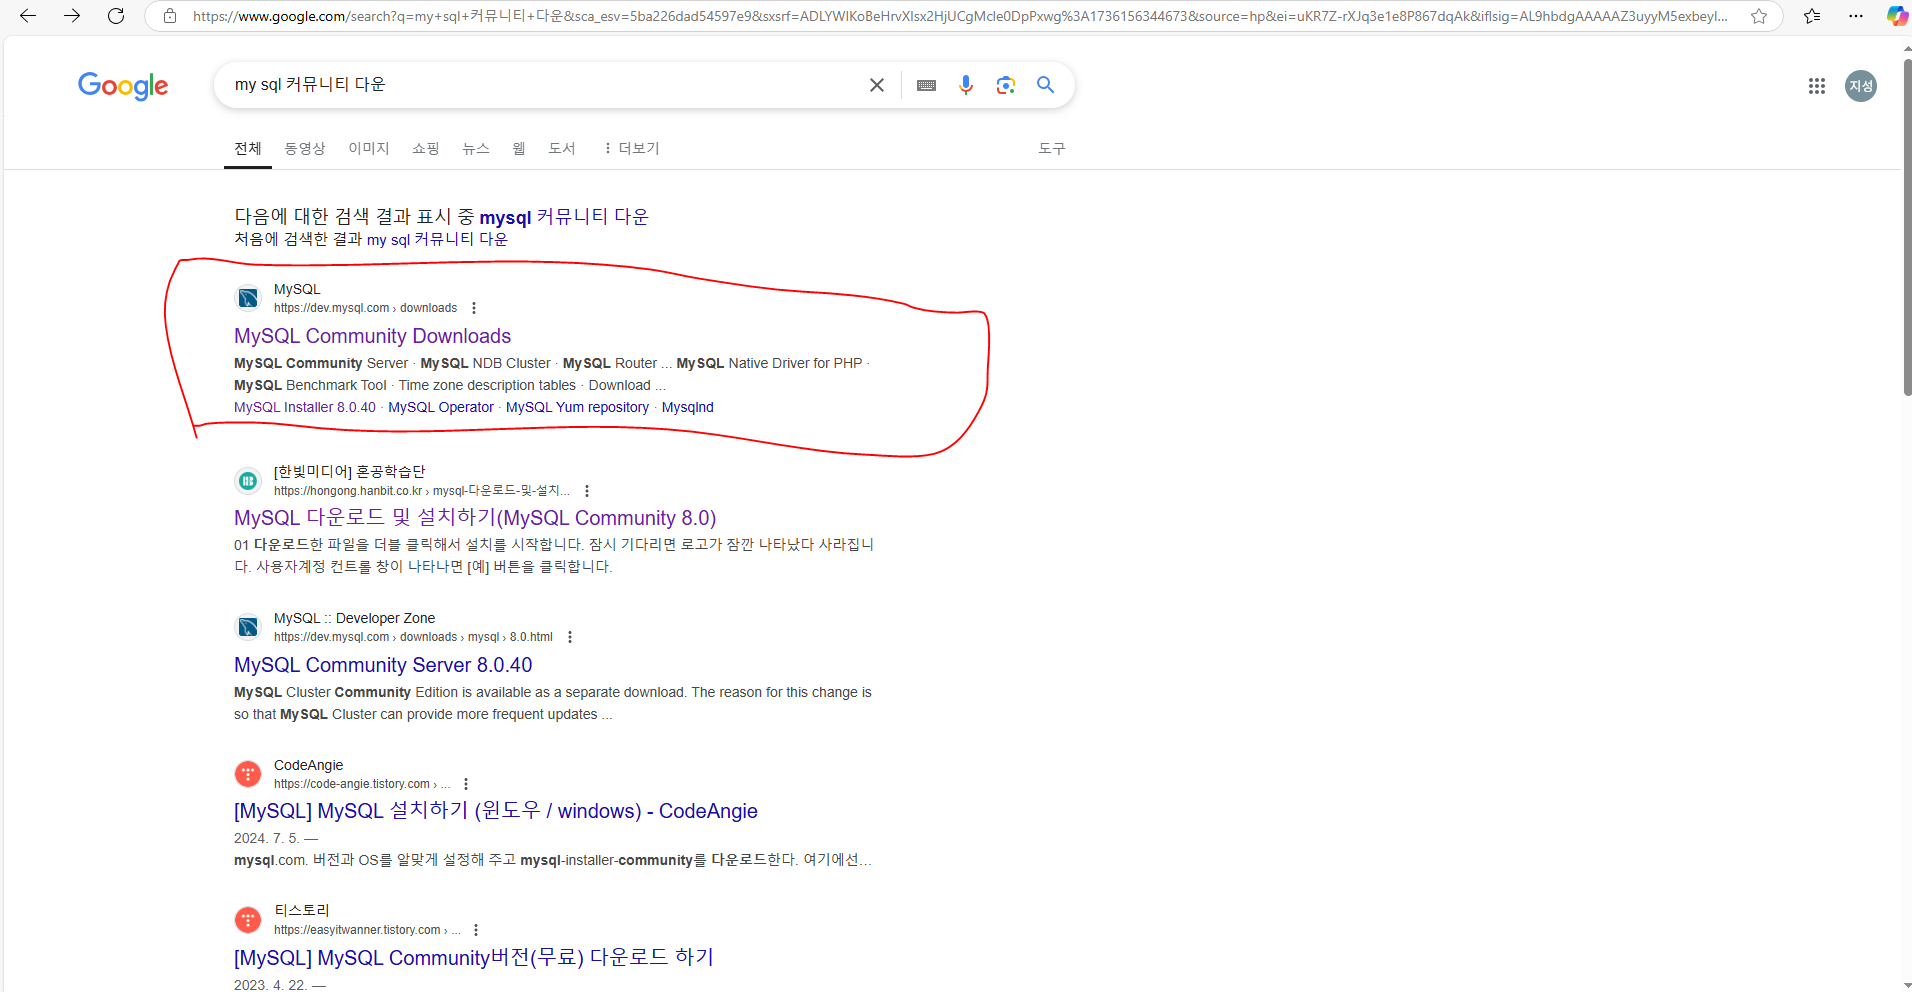 https://www.google.com/search?q=my+sql+커뮤니티+다운&sca_esv=5ba226dad54597e9&sxsrf=ADLYWIKoBeHrvXlsx2HjUCgMcle0DpPxwg%3A1736156344673&source=hp&ei=uKR7Z-rXJq3e1e8P867dqAk&iflsig=AL9hbdgAAAAAZ3uyyM5exbeyl...
Google
my sql 커뮤니티 다운
지성
전체 동영상 이미지 쇼핑 뉴스 웹 도서 ⋮ 더보기 도구
다음에 대한 검색 결과 표시 중 mysql 커뮤니티 다운
처음에 검색한 결과 my sql 커뮤니티 다운
MySQL
https://dev.mysql.com › downloads
MySQL Community Downloads
MySQL Community Server · MySQL NDB Cluster · MySQL Router ... MySQL Native Driver for PHP ·
MySQL Benchmark Tool · Time zone description tables · Download ...
MySQL Installer 8.0.40 · MySQL Operator · MySQL Yum repository · Mysqlnd
[한빛미디어] 혼공학습단
https://hongong.hanbit.co.kr › mysql-다운로드-및-설치...
MySQL 다운로드 및 설치하기(MySQL Community 8.0)
01 다운로드한 파일을 더블 클릭해서 설치를 시작합니다. 잠시 기다리면 로고가 잠깐 나타났다 사라집니
다. 사용자계정 컨트롤 창이 나타나면 [예] 버튼을 클릭합니다.
MySQL :: Developer Zone
https://dev.mysql.com › downloads › mysql › 8.0.html
MySQL Community Server 8.0.40
MySQL Cluster Community Edition is available as a separate download. The reason for this change is
so that MySQL Cluster can provide more frequent updates ...
CodeAngie
https://code-angie.tistory.com › ...
[MySQL] MySQL 설치하기 (윈도우 / windows) - CodeAngie
2024. 7. 5. —
mysql.com. 버전과 OS를 알맞게 설정해 주고 mysql-installer-community를 다운로드한다. 여기에선...
티스토리
https://easyitwanner.tistory.com › ...
[MySQL] MySQL Community버전(무료) 다운로드 하기
2023. 4. 22. —